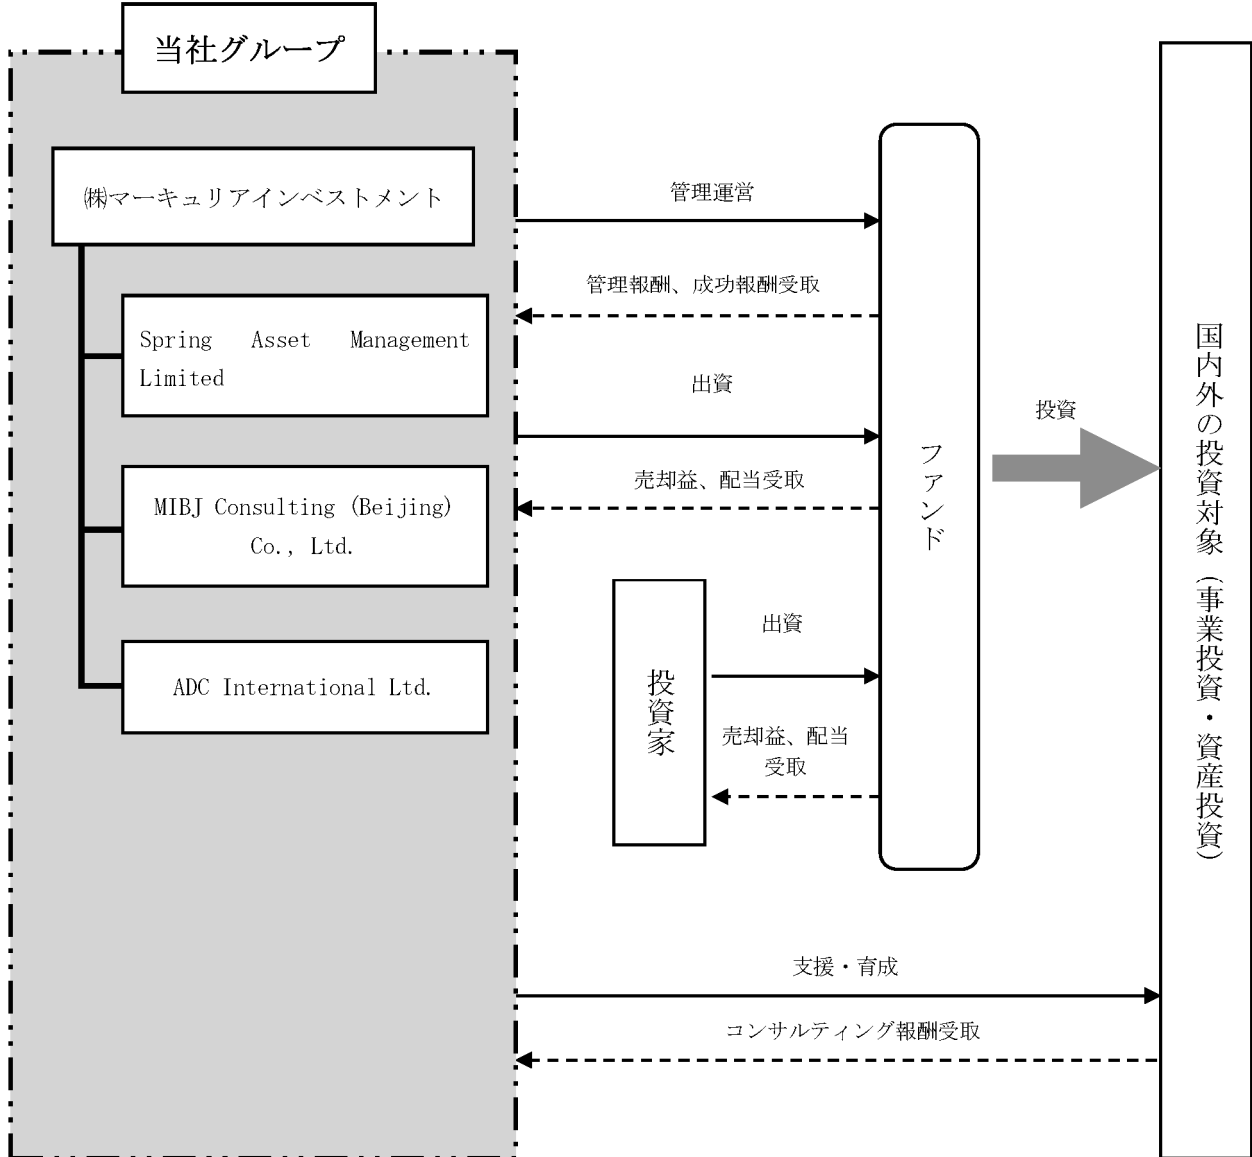 当社グループ
㈱マーキュリアインベストメント
Spring Asset Management
Limited
MIBJ Consulting (Beijing)
Co., Ltd.
ADC International Ltd.
管理運営
管理報酬、成功報酬受取
出資
売却益、配当受取
投資家
出資
売却益、配当
受取
ファンド
投資
国内外の投資対象（事業投資・資産投資）
支援・育成
コンサルティング報酬受取